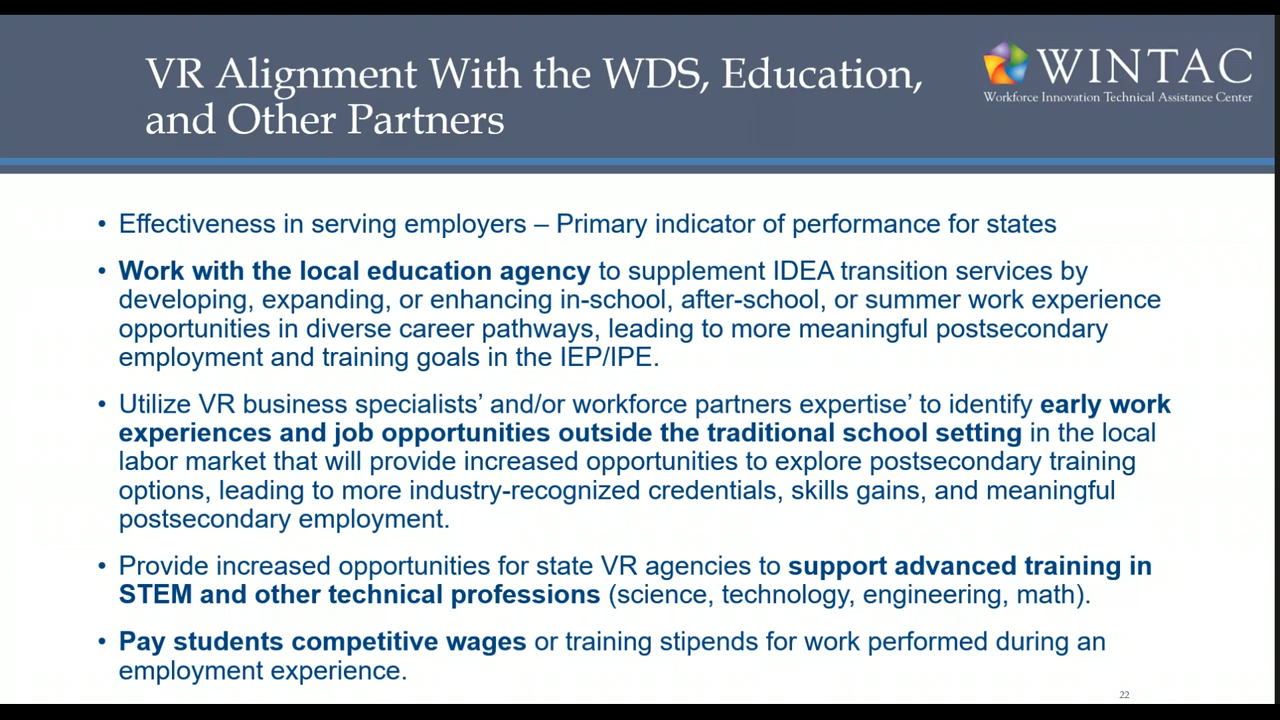 VR Alignment With the WDS, Education,
and Other Partners
WINTAC
Workforce Innovation Technical Assistance Center
• Effectiveness in serving employers – Primary indicator of performance for states
• Work with the local education agency to supplement IDEA transition services by
developing, expanding, or enhancing in-school, after-school, or summer work experience
opportunities in diverse career pathways, leading to more meaningful postsecondary
employment and training goals in the IEP/IPE.
• Utilize VR business specialists’ and/or workforce partners expertise’ to identify early work
experiences and job opportunities outside the traditional school setting in the local
labor market that will provide increased opportunities to explore postsecondary training
options, leading to more industry-recognized credentials, skills gains, and meaningful
postsecondary employment.
• Provide increased opportunities for state VR agencies to support advanced training in
STEM and other technical professions (science, technology, engineering, math).
• Pay students competitive wages or training stipends for work performed during an
employment experience.
22